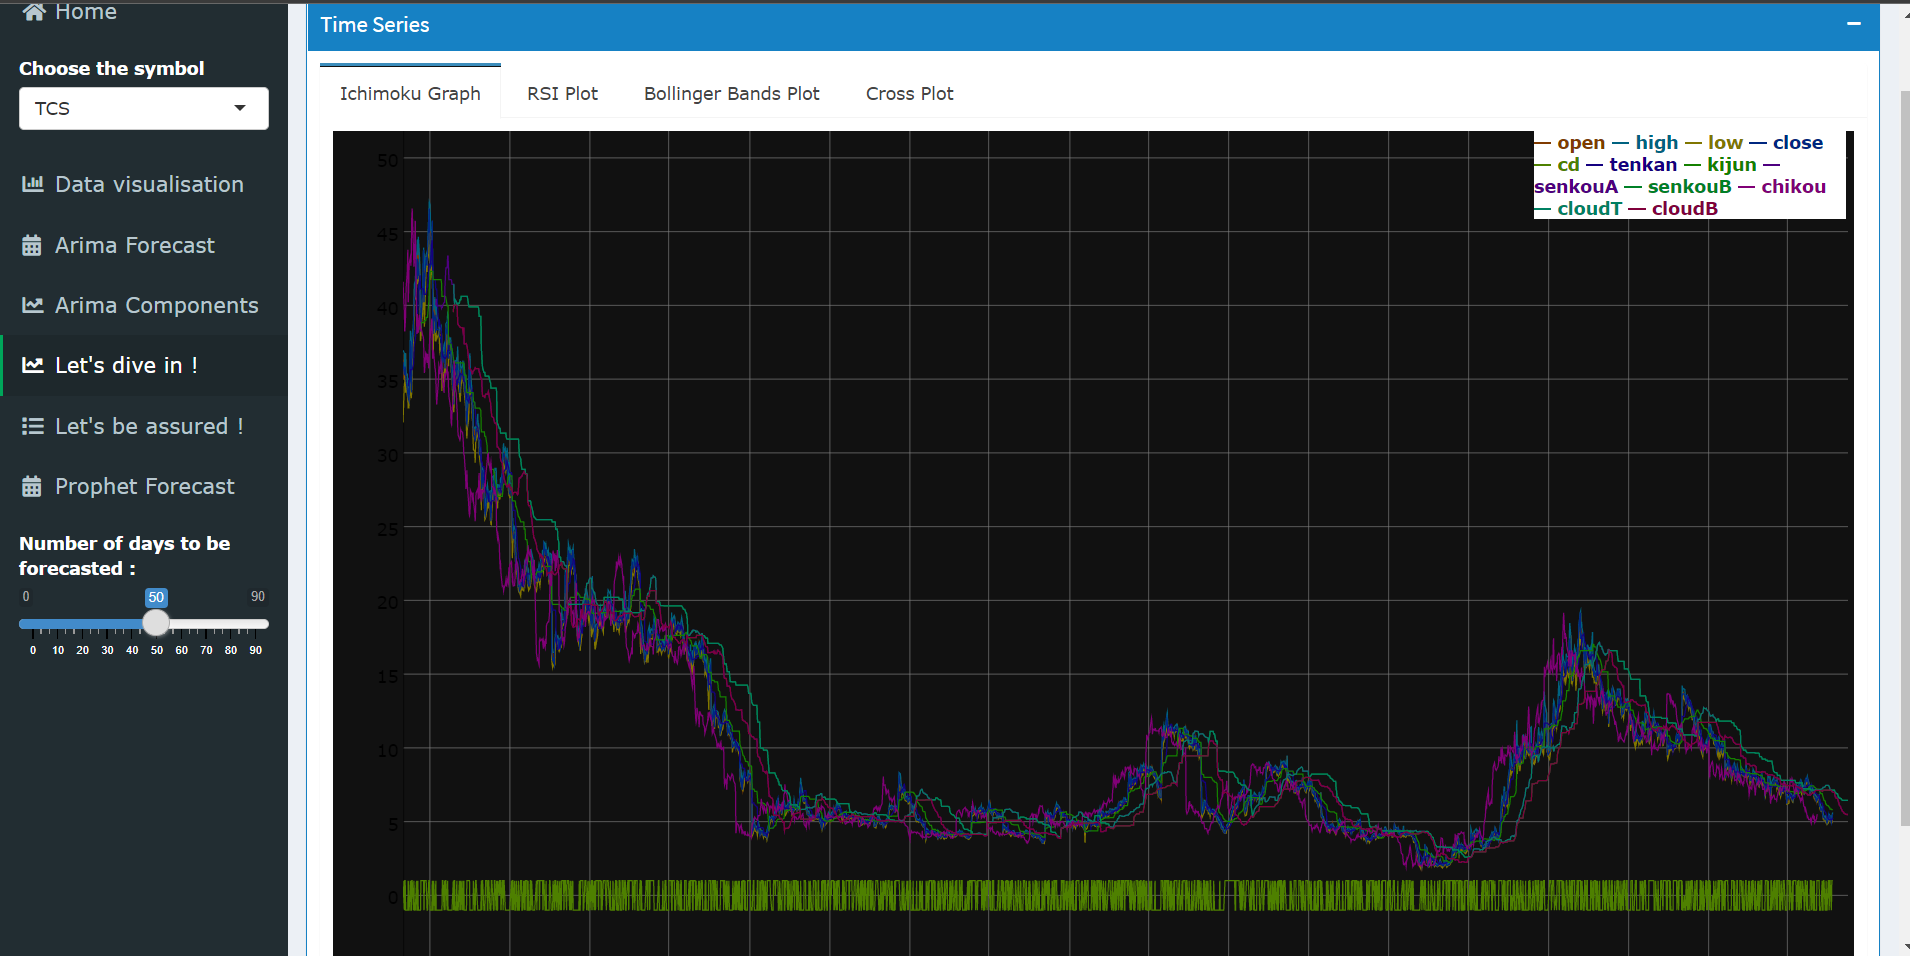 Home
Choose the symbol
TCS
Data visualisation
Arima Forecast
Arima Components
Let's dive in !
Let's be assured !
Prophet Forecast
Number of days to be
forecasted :
0 50 90
0 10 20 30 40 50 60 70 80 90
Time Series
Ichimoku Graph RSI Plot Bollinger Bands Plot Cross Plot
open high low close
cd tenkan kijun
senkouA senkouB chikou
cloudT cloudB
50
45
40
35
30
25
20
15
10
5
0